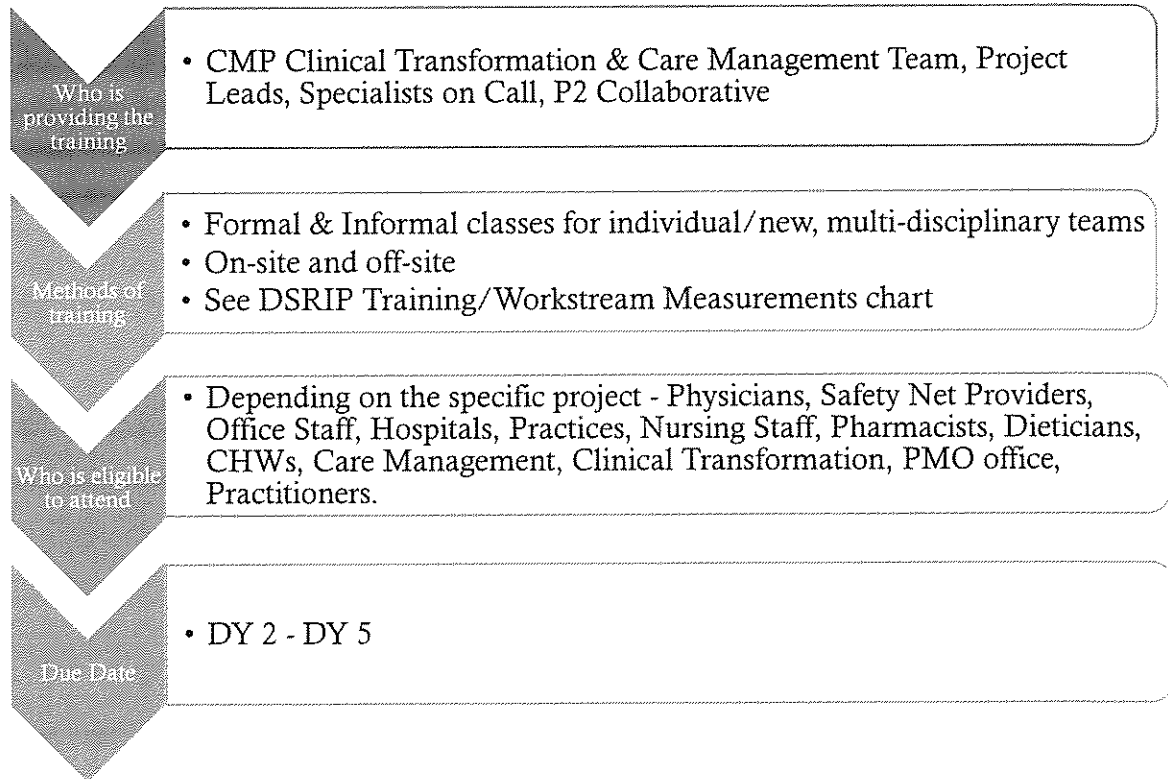 Who is
providing the
training
• CMP Clinical Transformation & Care Management Team, Project
Leads, Specialists on Call, P2 Collaborative
Methods of
training
• Formal & Informal classes for individual/new, multi-disciplinary teams
• On-site and off-site
• See DSRIP Training/Workstream Measurements chart
Who is eligible
to attend
• Depending on the specific project - Physicians, Safety Net Providers,
Office Staff, Hospitals, Practices, Nursing Staff, Pharmacists, Dieticians,
CHWs, Care Management, Clinical Transformation, PMO office,
Practitioners.
Due Date
• DY 2 - DY 5